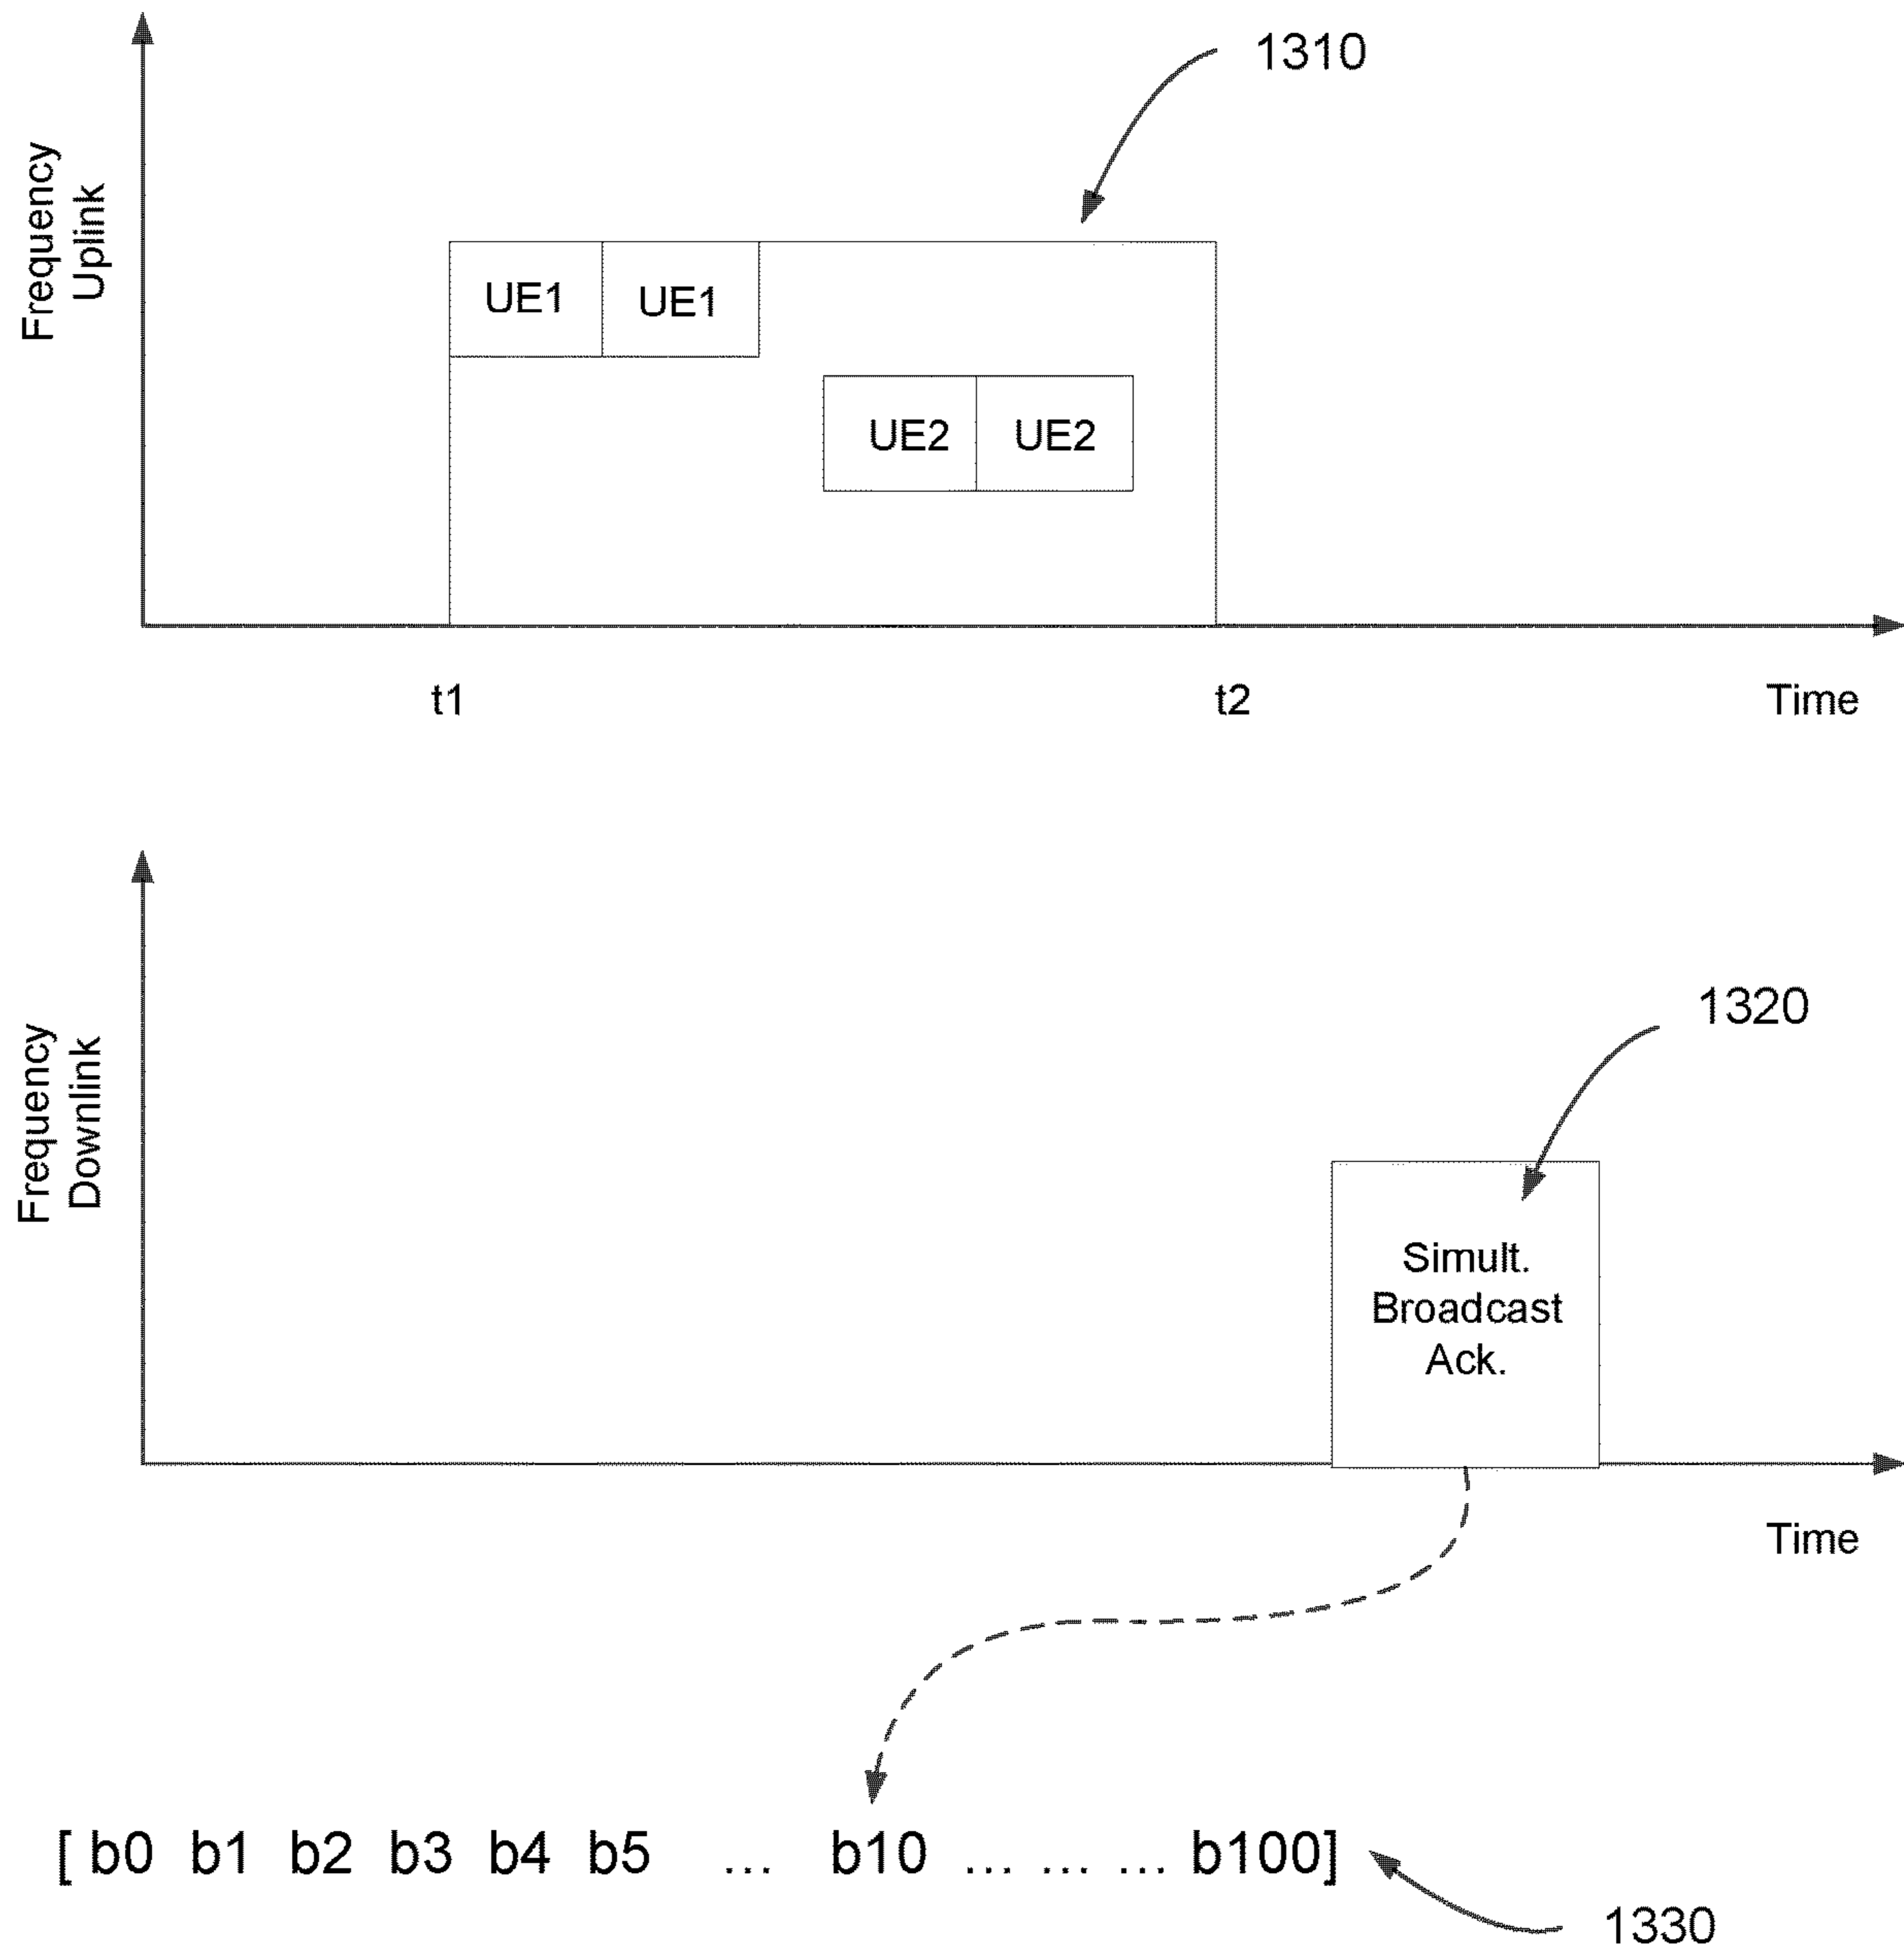 1310
Frequency
Uplink
UE1 UE1
UE2 UE2
t1 t2 Time
1320
Frequency
Downlink
Simult.
Broadcast
Ack.
Time
[ b0 b1 b2 b3 b4 b5 ... b10 ... ... ... b100]
1330